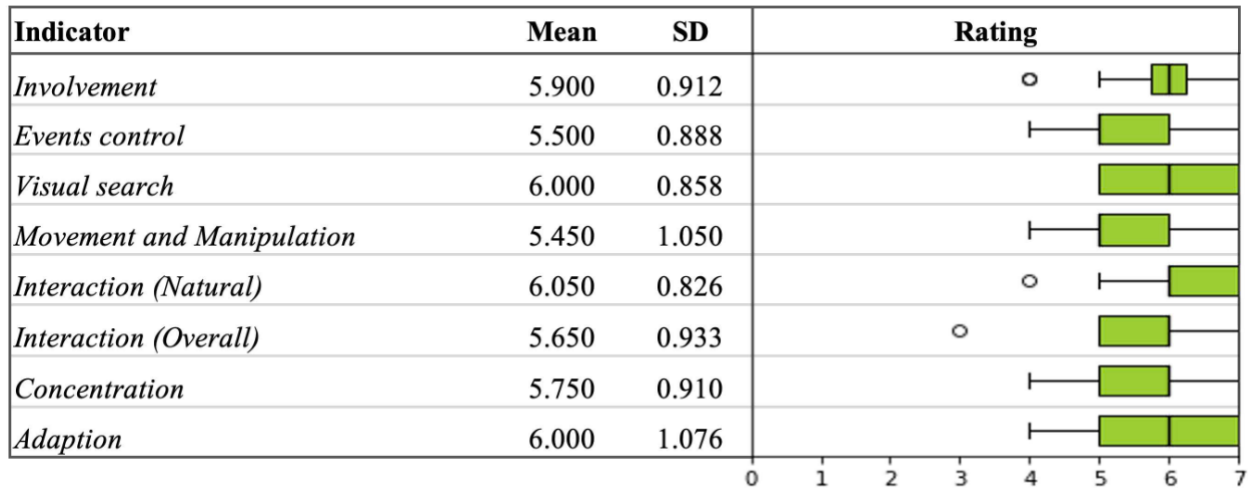 Indicator Mean SD Rating
Involvement 5.900 0.912
Events control 5.500 0.888
Visual search 6.000 0.858
Movement and Manipulation 5.450 1.050
Interaction (Natural) 6.050 0.826
Interaction (Overall) 5.650 0.933
Concentration 5.750 0.910
Adaption 6.000 1.076
0 1 2 3 4 5 6 7